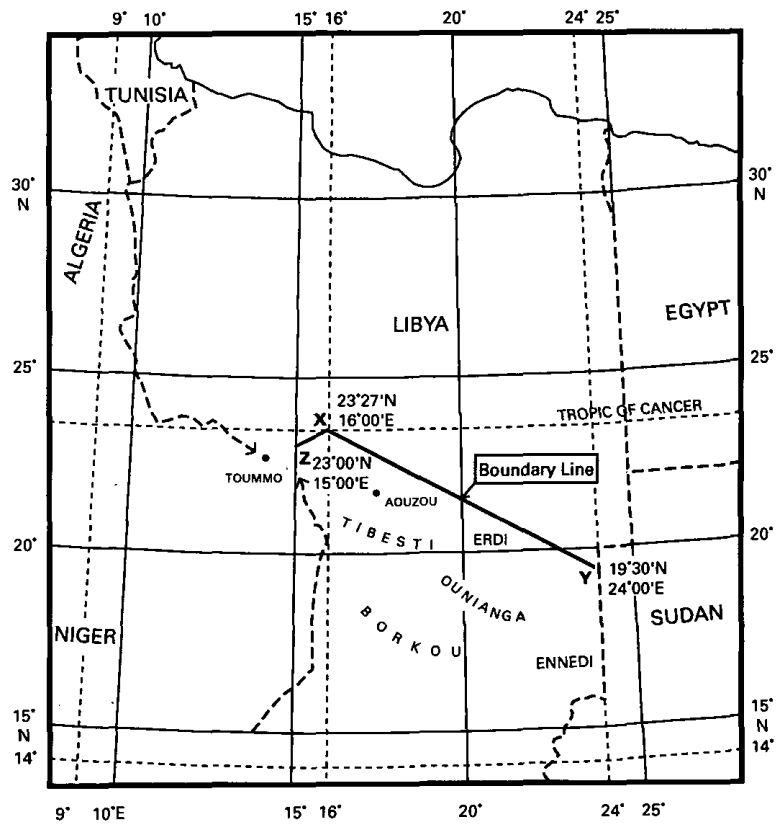 9° 10° 15° 16° 20° 24° 25°
TUNISIA
30°
N
30°
N
ALGERIA
LIBYA
EGYPT
25°
25°
23°27'N
16°00'E
X
TROPIC OF CANCER
Z
23°00'N
15°00'E
Boundary Line
TOUMMO
AOUZOU
TIBESTI
ERDI
20°
20°
Y
19°30'N
24°00'E
OUNIANGA
BORKOU
NIGER
SUDAN
ENNEDI
15°
N
15°
N
14°
14°
9° 10°E 15° 16° 20° 24° 25°